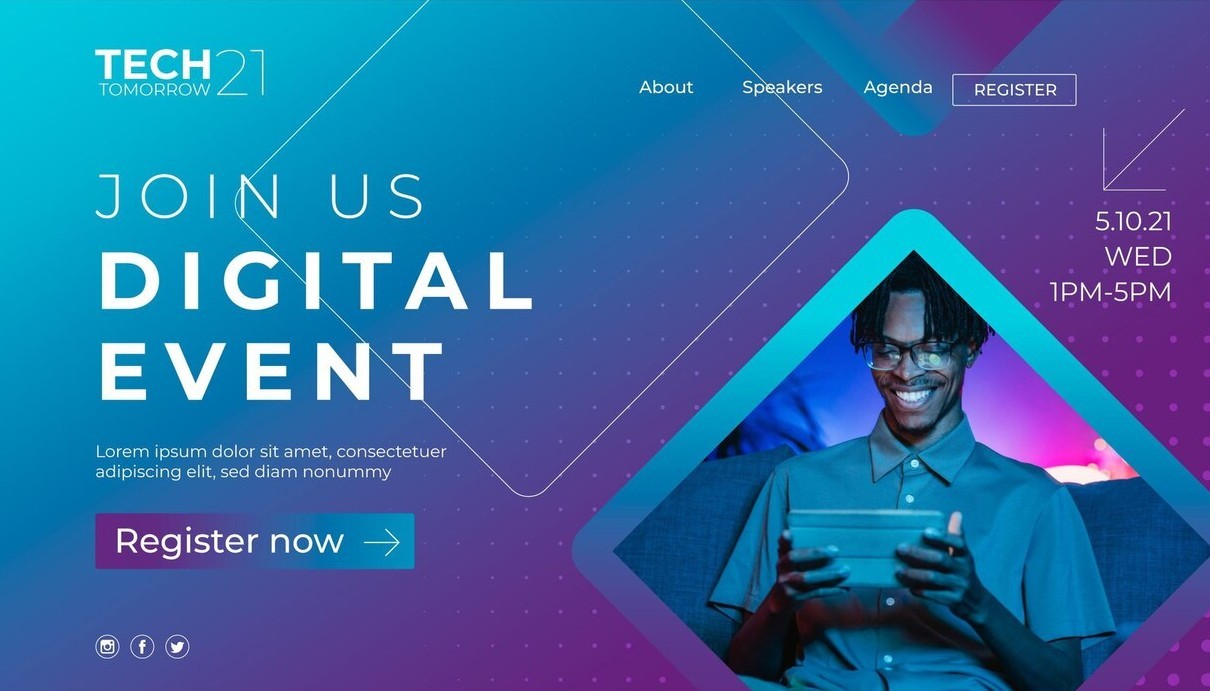 TECH 21
TOMORROW
About Speakers Agenda REGISTER
JOIN US
DIGITAL
EVENT
Lorem ipsum dolor sit amet, consectetuer
adipiscing elit, sed diam nonummy
Register now
5.10.21
WED
1PM-5PM